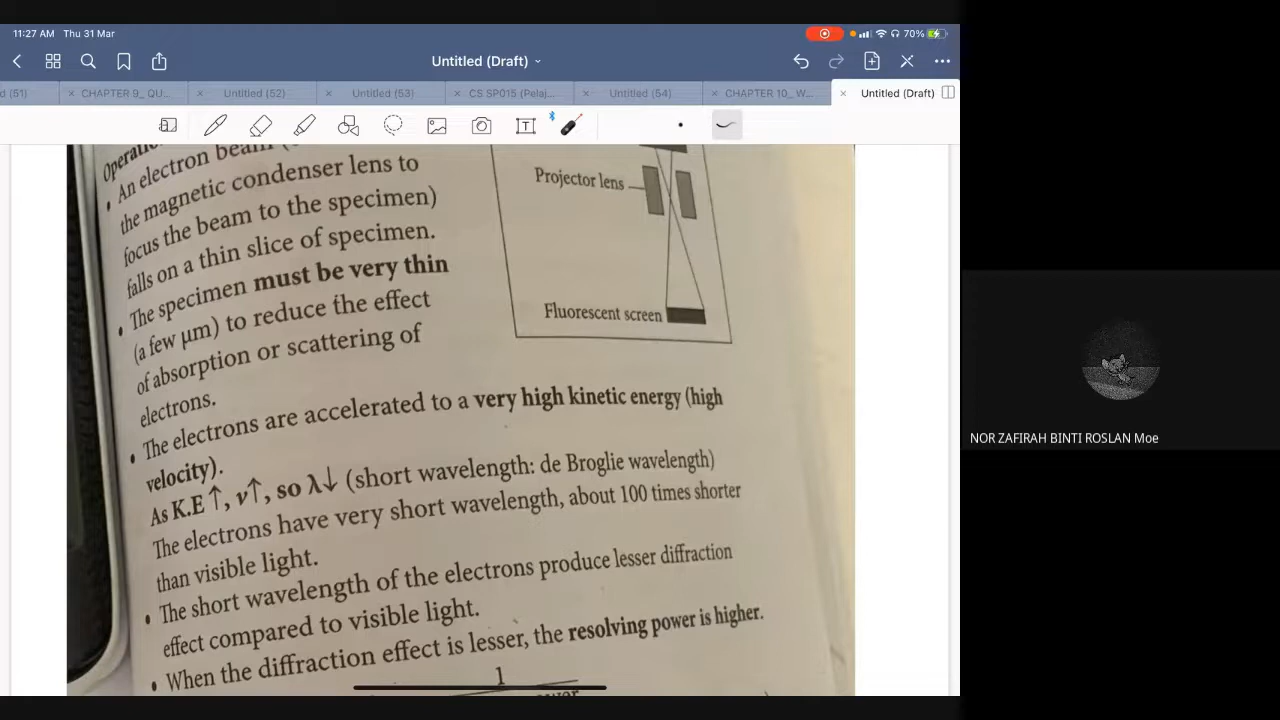 11:27 AM Thu 31 Mar
70%
Untitled (Draft)
d (51)
CHAPTER 9_ QU...
Untitled (52)
Untitled (53)
CS SP015 (Pelaj...
Untitled (54)
CHAPTER 10_ W...
Untitled (Draft)
• An electron beam
the magnetic condenser lens to
focus the beam to the specimen)
falls on a thin slice of specimen.
• The specimen must be very thin
(a few μm) to reduce the effect
of absorption or scattering of
electrons.
Projector lens
Fluorescent screen
• The electrons are accelerated to a very high kinetic energy (high
velocity).
As K.E ↑, v↑, so λ↓ (short wavelength: de Broglie wavelength)
The electrons have very short wavelength, about 100 times shorter
than visible light.
• The short wavelength of the electrons produce lesser diffraction
effect compared to visible light.
• When the diffraction effect is lesser, the resolving power is higher.
1
NOR ZAFIRAH BINTI ROSLAN Moe